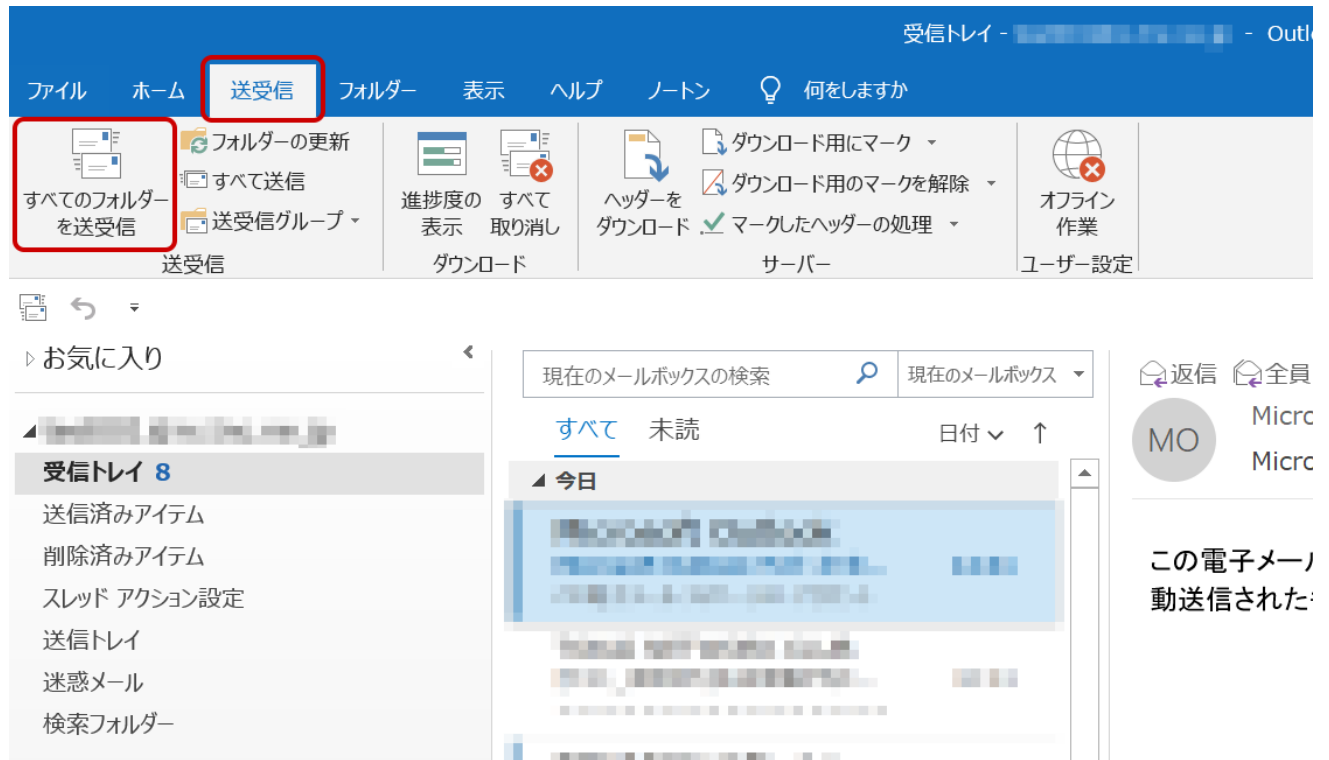 受信トレイ -
- Outl
ファイル ホーム 送受信 フォルダー 表示 ヘルプ ノートン 何をしますか
すべてのフォルダー
を送受信
フォルダーの更新
すべて送信
送受信グループ
送受信
進捗度の
表示
すべて
取り消し
ダウンロード
ヘッダーを
ダウンロード
ダウンロード用にマーク
ダウンロード用のマークを解除
マークしたヘッダーの処理
サーバー
オフライン
作業
ユーザー設定
お気に入り
受信トレイ 8
送信済みアイテム
削除済みアイテム
スレッド アクション設定
送信トレイ
迷惑メール
検索フォルダー
現在のメールボックスの検索 現在のメールボックス
すべて 未読 日付 ↑
今日
返信 全員
MO
Micro
Micro
この電子メール
動送信された